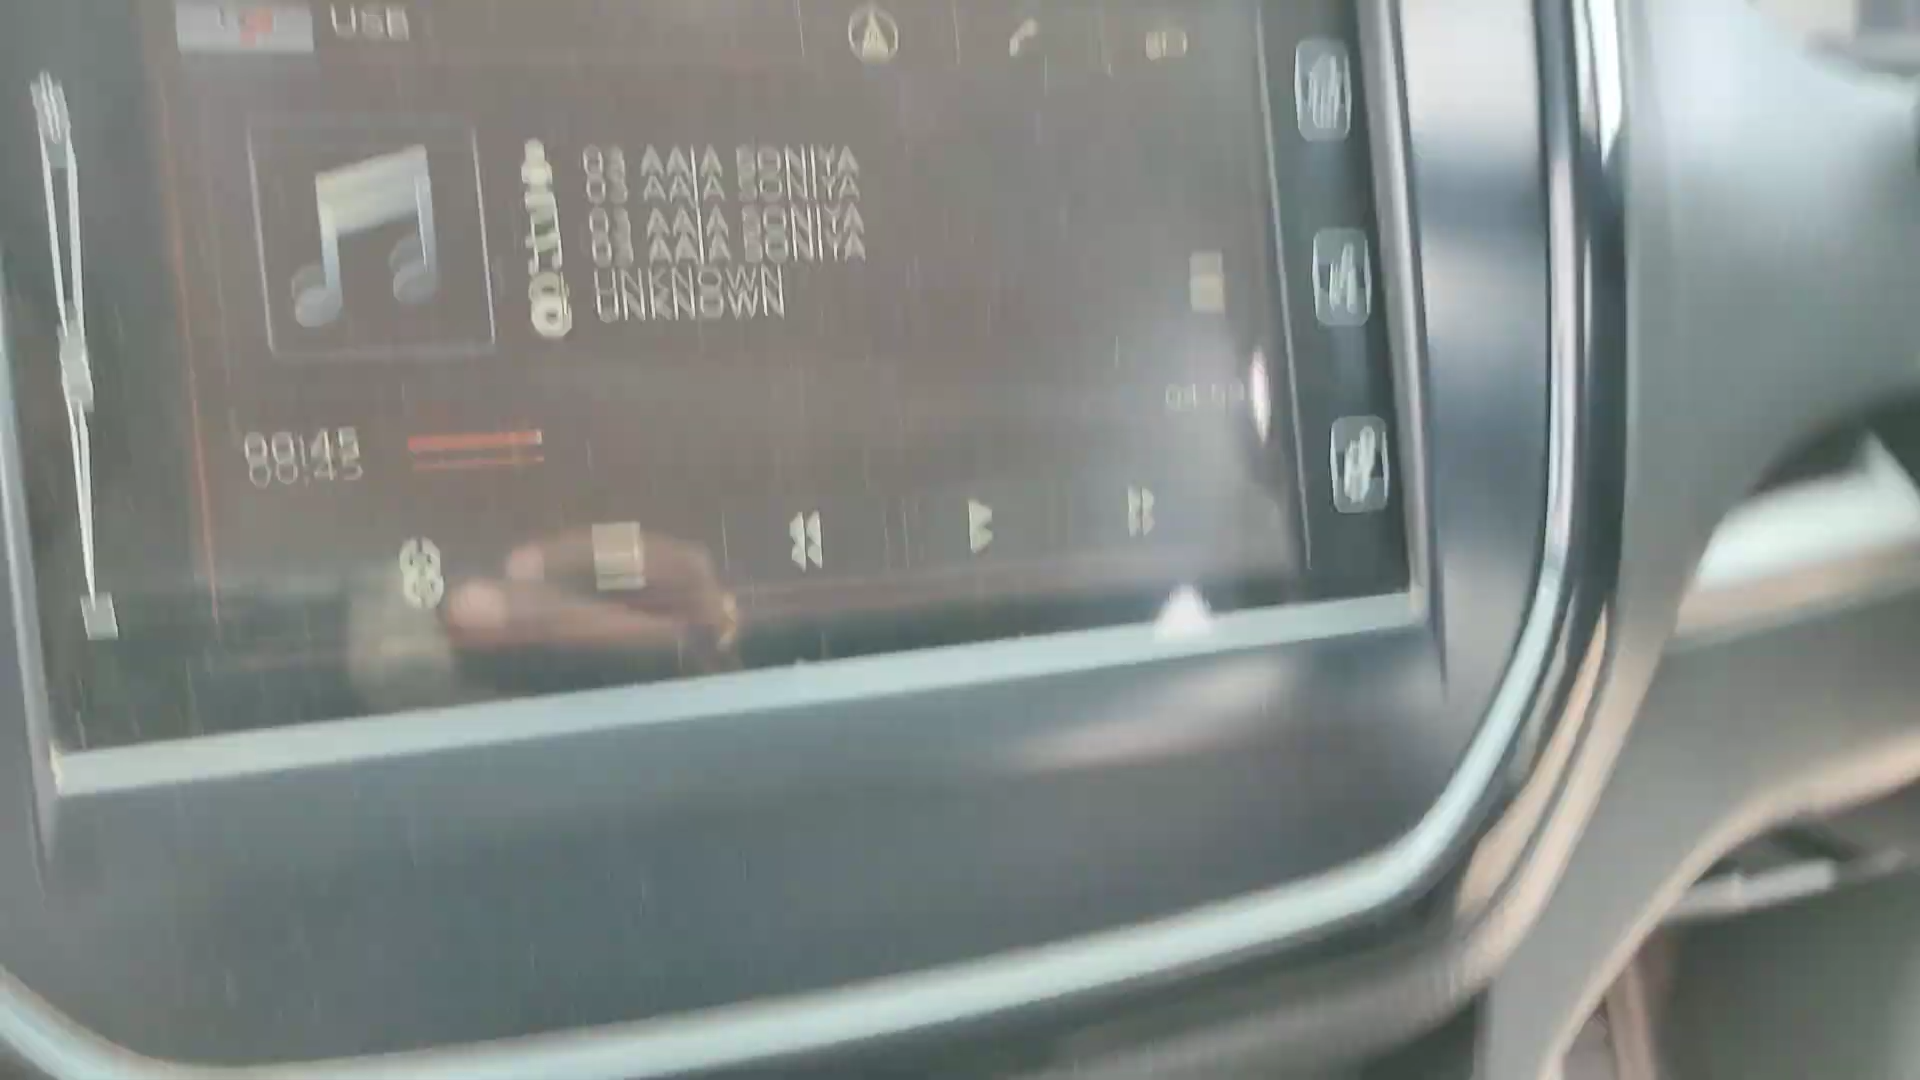 USB
03 AAJA SONIYA
03 AAJA SONIYA
UNKNOWN
00:45